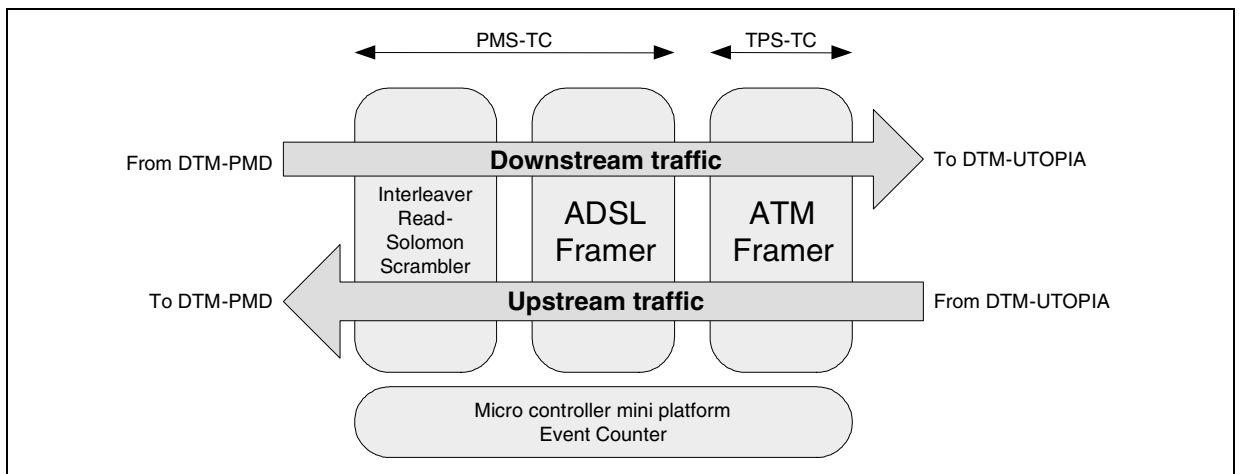 PMS-TC
TPS-TC
From DTM-PMD
Downstream traffic
To DTM-UTOPIA
Interleaver
Read-
Solomon
Scrambler
ADSL
Framer
ATM
Framer
To DTM-PMD
Upstream traffic
From DTM-UTOPIA
Micro controller mini platform
Event Counter